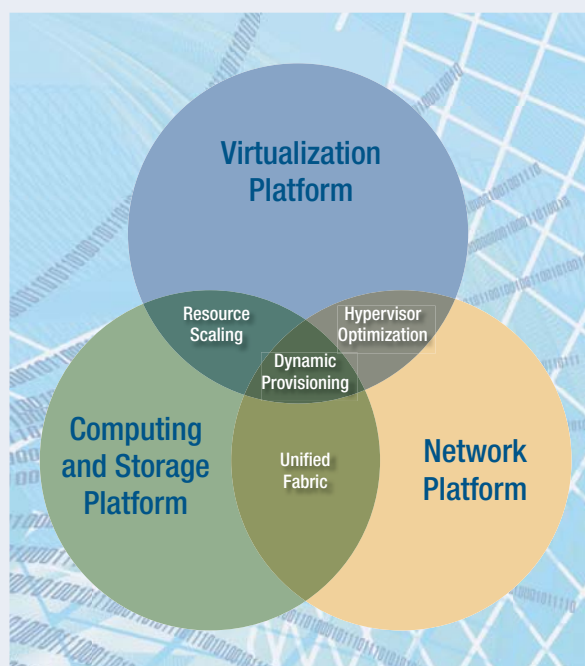 Virtualization
Platform
Resource
Scaling
Hypervisor
Optimization
Dynamic
Provisioning
Computing
and Storage
Platform
Unified
Fabric
Network
Platform